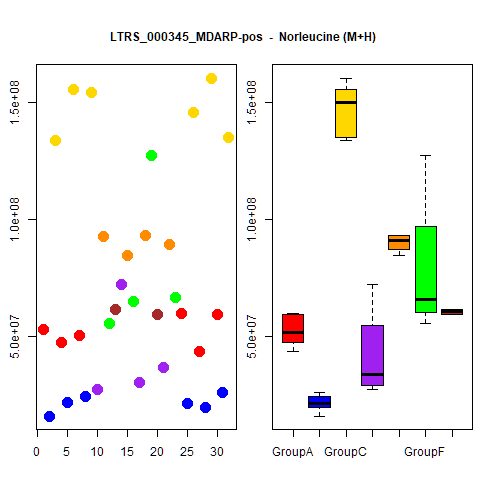 LTRS_000345_MDARP-pos - Norleucine (M+H)
1.5e+08
1.0e+08
5.0e+07
0 5 10 15 20 25 30
1.5e+08
1.0e+08
5.0e+07
GroupA GroupC GroupF